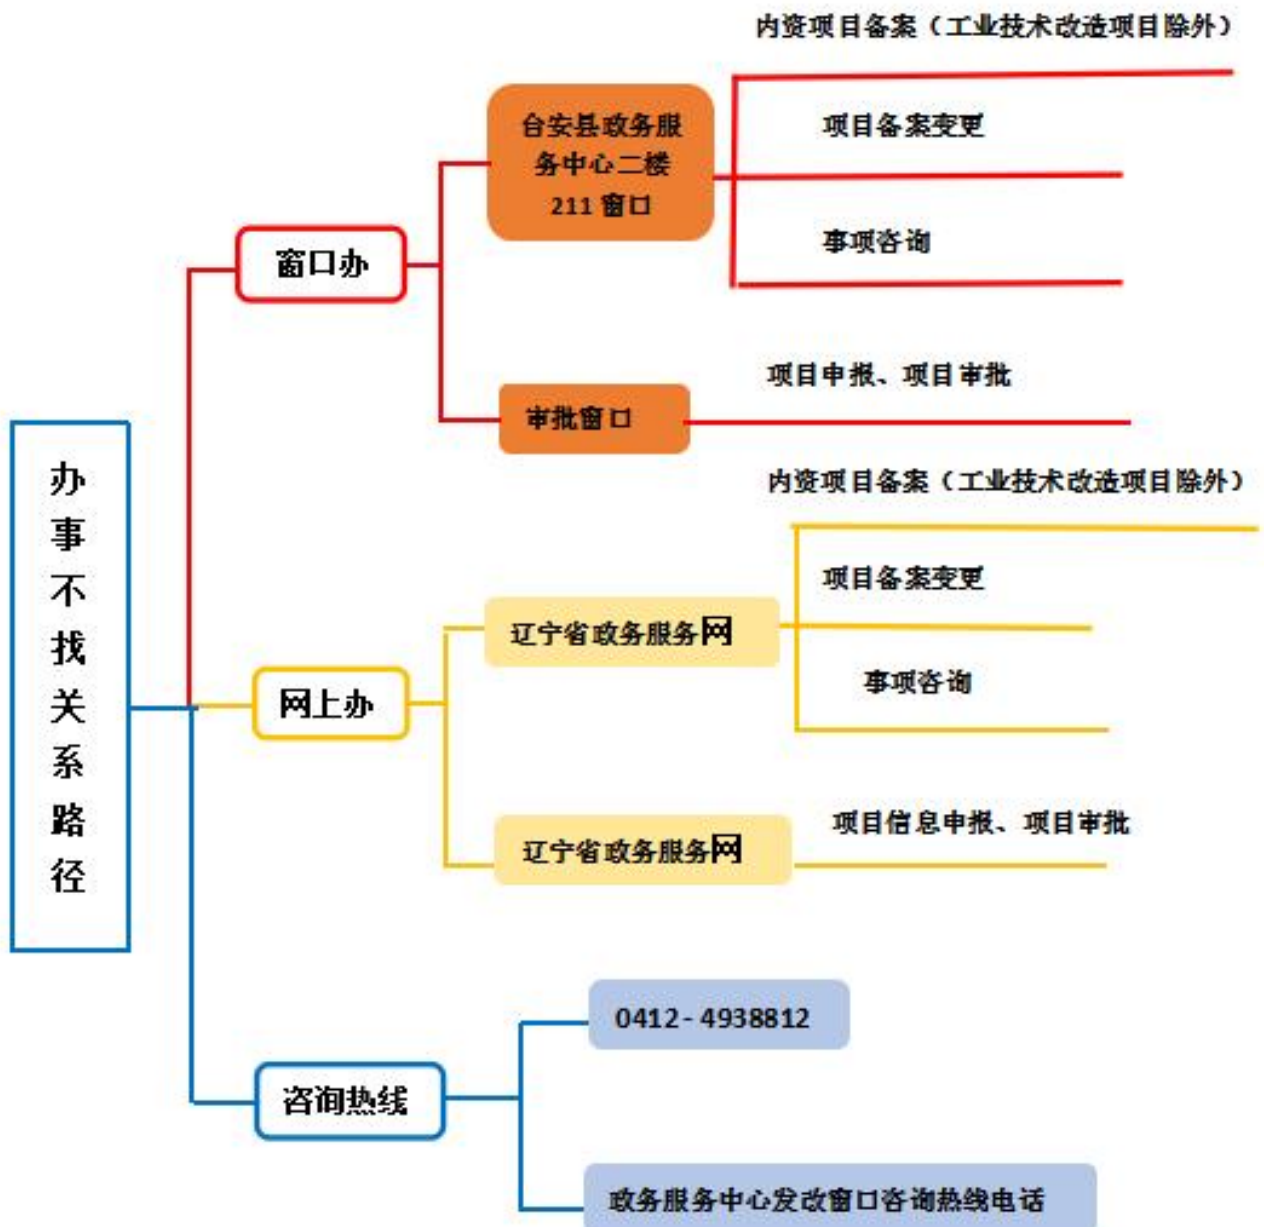 办事不找关系路径
窗口办
台安县政务服
务中心二楼
211 窗口
内资项目备案（工业技术改造项目除外）
项目备案变更
事项咨询
审批窗口
项目申报、项目审批
网上办
辽宁省政务服务网
内资项目备案（工业技术改造项目除外）
项目备案变更
事项咨询
辽宁省政务服务网
项目信息申报、项目审批
咨询热线
0412-4938812
政务服务中心发改窗口咨询热线电话